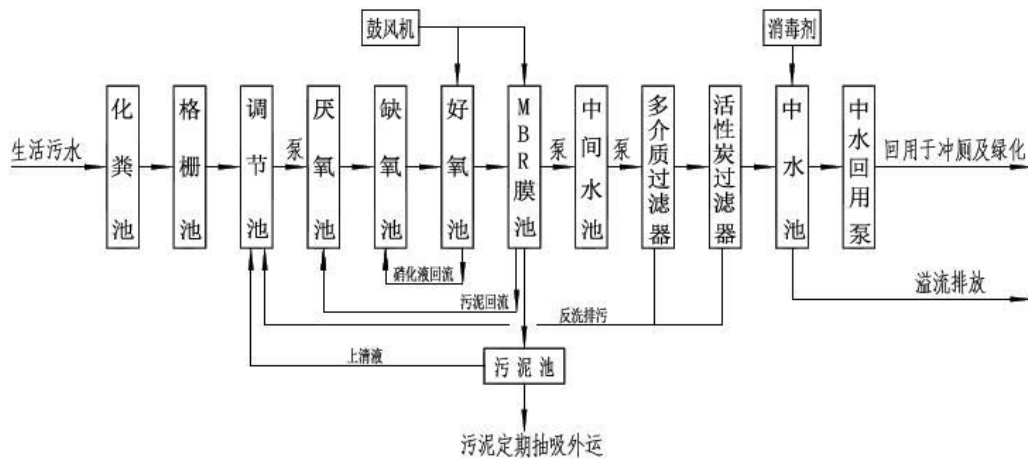 鼓风机
消毒剂
生活污水
化粪池
格栅池
调节池
泵
厌氧池
缺氧池
好氧池
MBR膜池
泵
中间水池
泵
多介质过滤器
活性炭过滤器
中水池
中水回用泵
回用于冲厕及绿化
硝化液回流
溢流排放
污泥回流
反洗排污
上清液
污泥池
污泥定期抽吸外运